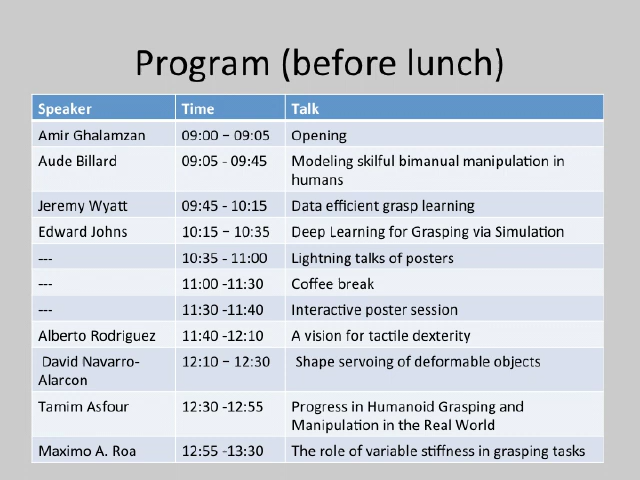 Program (before lunch)
Speaker Time Talk
Amir Ghalamzan 09:00 – 09:05 Opening
Aude Billard 09:05 - 09:45 Modeling skilful bimanual manipulation in
humans
Jeremy Wyatt 09:45 - 10:15 Data efficient grasp learning
Edward Johns 10:15 – 10:35 Deep Learning for Grasping via Simulation
--- 10:35 - 11:00 Lightning talks of posters
--- 11:00 -11:30 Coffee break
--- 11:30 -11:40 Interactive poster session
Alberto Rodriguez 11:40 -12:10 A vision for tactile dexterity
David Navarro- 12:10 – 12:30 Shape servoing of deformable objects
Alarcon
Tamim Asfour 12:30 -12:55 Progress in Humanoid Grasping and
Manipulation in the Real World
Maximo A. Roa 12:55 -13:30 The role of variable stiffness in grasping tasks